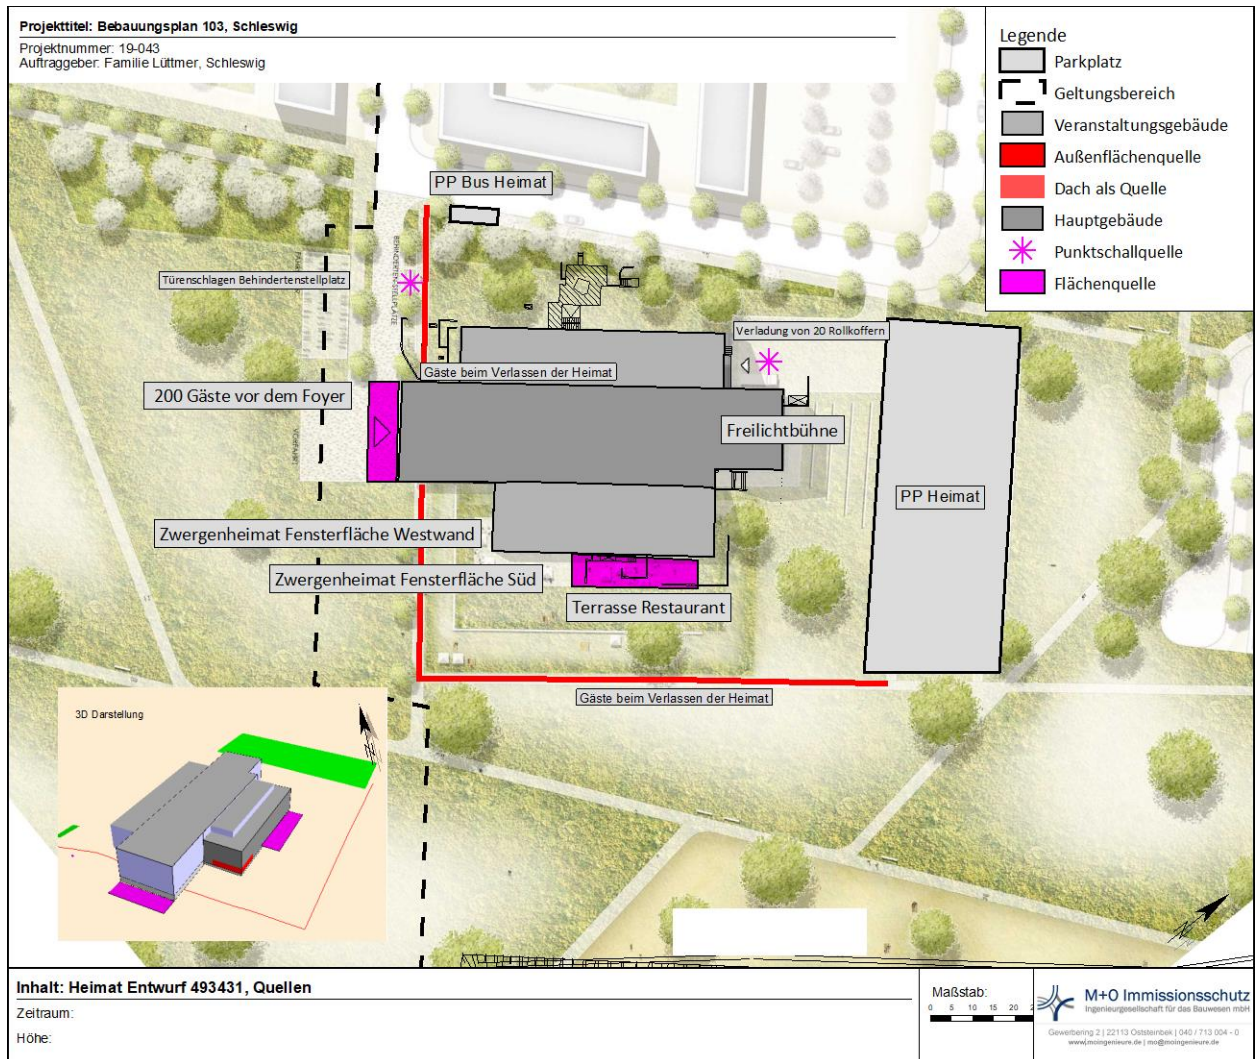 Projekttitel: Bebauungsplan 103, Schleswig
Projektnummer: 19-043
Auftraggeber: Familie Lüttmer, Schleswig
Legende
Parkplatz
Geltungsbereich
Veranstaltungsgebäude
Außenflächenquelle
Dach als Quelle
Hauptgebäude
Punktschallquelle
Flächenquelle
PP Bus Heimat
Türenschlagen Behindertenstellplatz
Verladung von 20 Rollkoffern
Gäste beim Verlassen der Heimat
200 Gäste vor dem Foyer
Freilichtbühne
PP Heimat
Zwergenheimat Fensterfläche Westwand
Zwergenheimat Fensterfläche Süd
Terrasse Restaurant
Gäste beim Verlassen der Heimat
3D Darstellung
N
N
Inhalt: Heimat Entwurf 493431, Quellen
Zeitraum:
Höhe:
Maßstab:
0 5 10 15 20
M+O Immissionsschutz
Ingenieurgesellschaft für das Bauwesen mbH
Gewerbering 2 | 22113 Oststeinbek | 040 / 713 004 - 0
www.moingenieure.de | mo@moingenieure.de